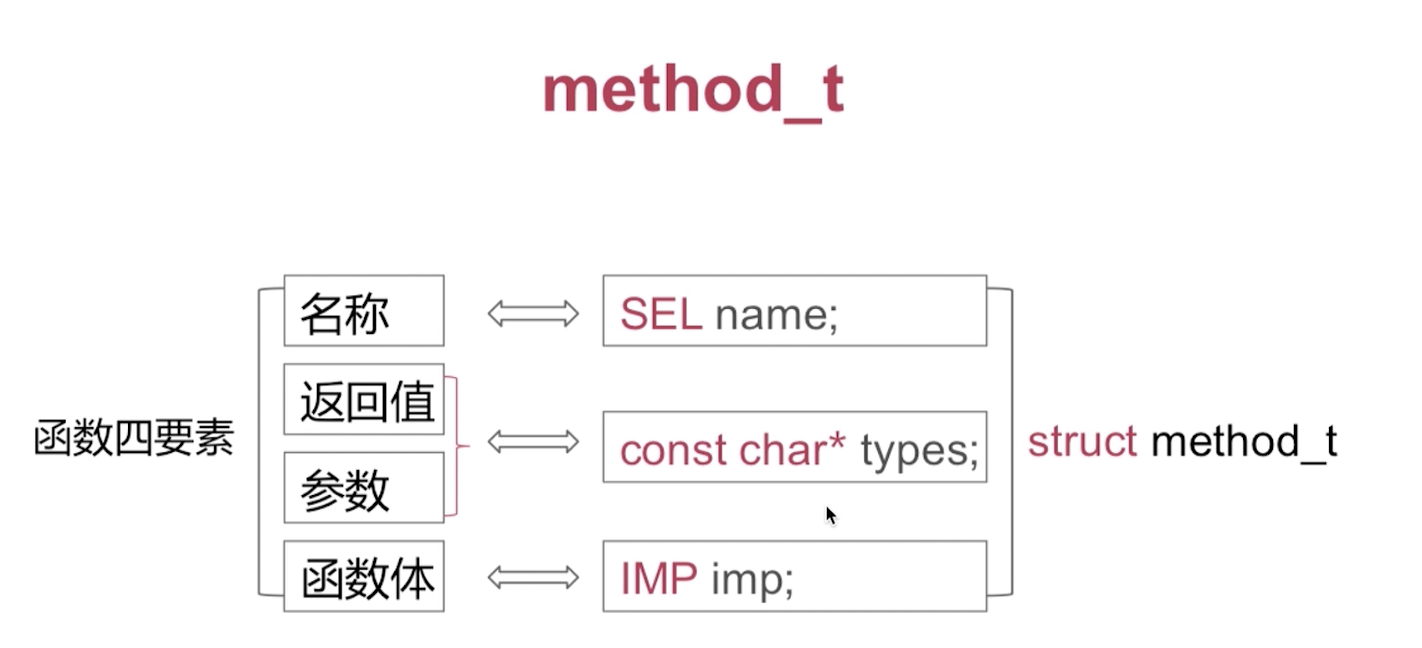 method_t
函数四要素
名称
返回值
参数
函数体
SEL name;
const char* types;
IMP imp;
struct method_t